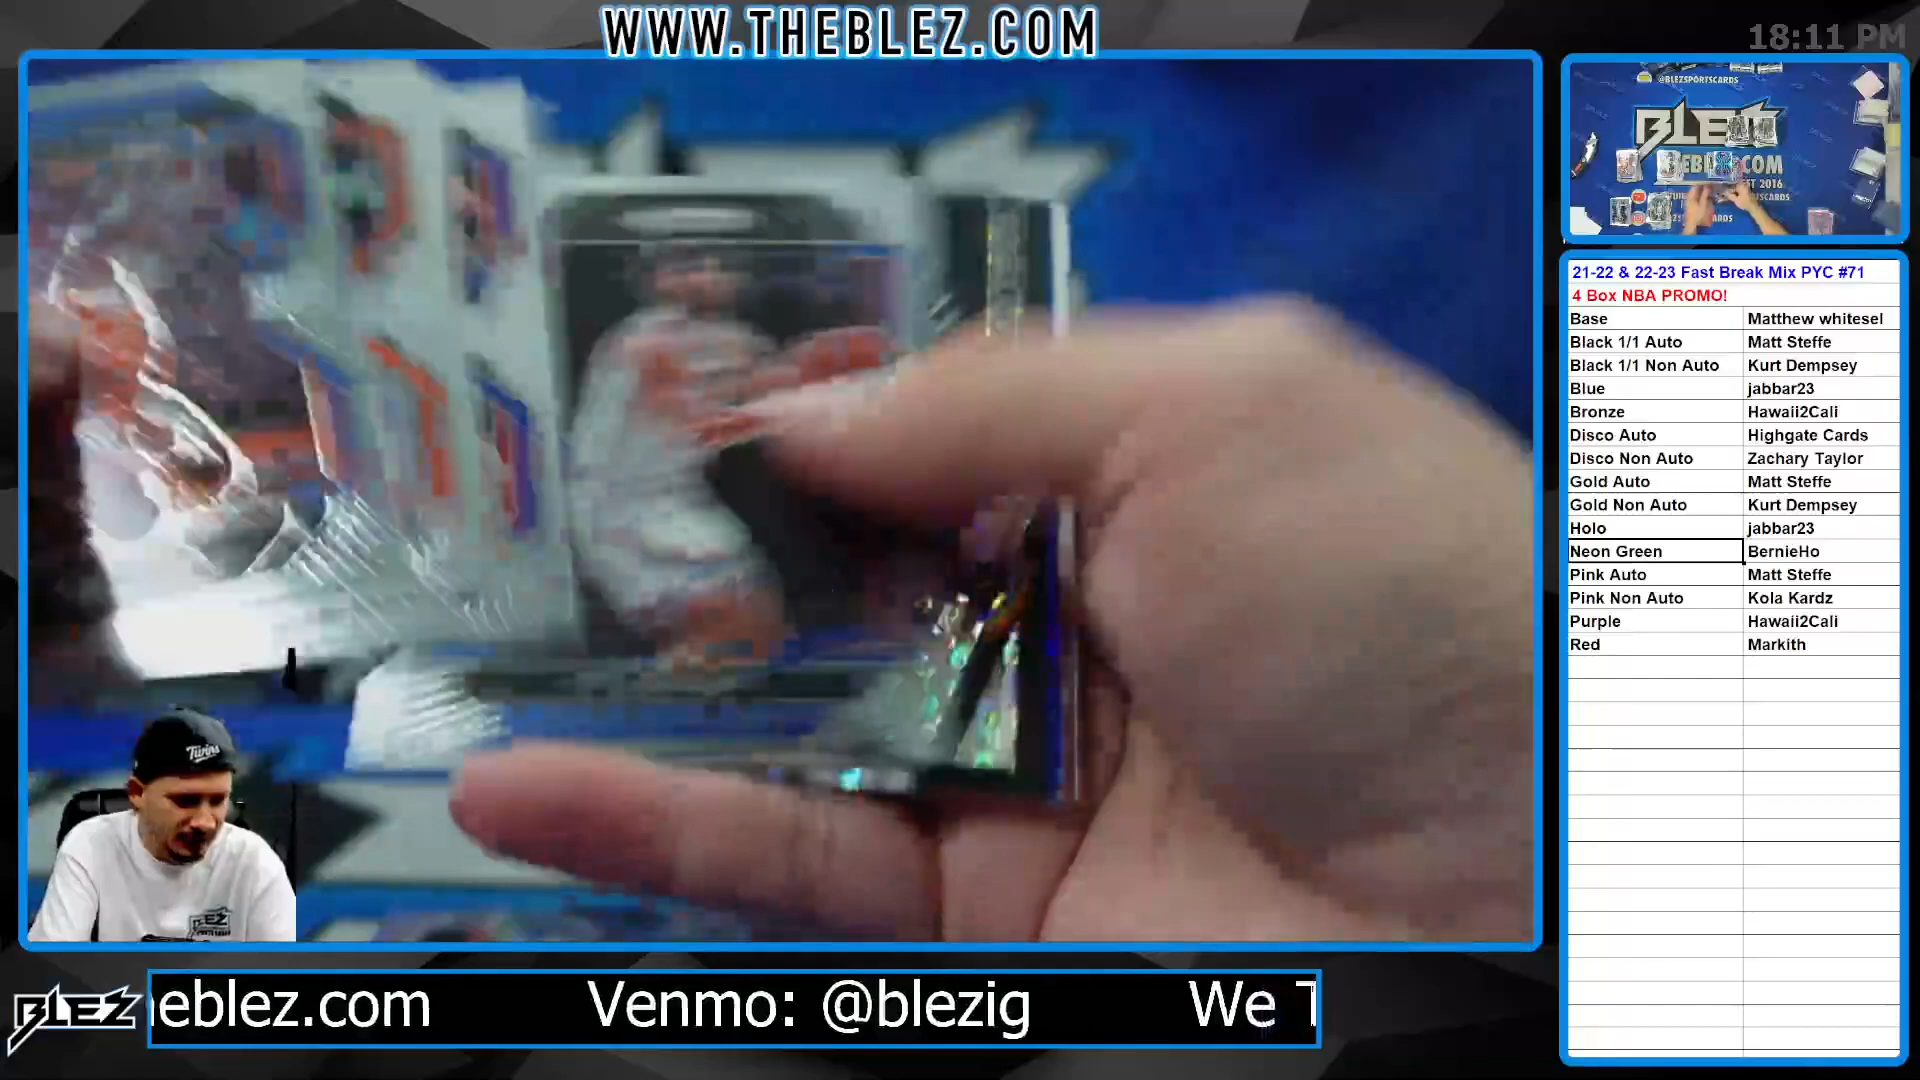 WWW.THEBLEZ.COM
18:11 PM
@BLEZSPORTSCARDS
BLEZ
21-22 & 22-23 Fast Break Mix PYC #71
4 Box NBA PROMO!
Base Matthew whitesel
Black 1/1 Auto Matt Steffe
Black 1/1 Non Auto Kurt Dempsey
Blue jabbar23
Bronze Hawaii2Cali
Disco Auto Highgate Cards
Disco Non Auto Zachary Taylor
Gold Auto Matt Steffe
Gold Non Auto Kurt Dempsey
Holo jabbar23
Neon Green BernieHo
Pink Auto Matt Steffe
Pink Non Auto Kola Kardz
Purple Hawaii2Cali
Red Markith
Twins
BLEZ
eblez.com Venmo: @blezig We T